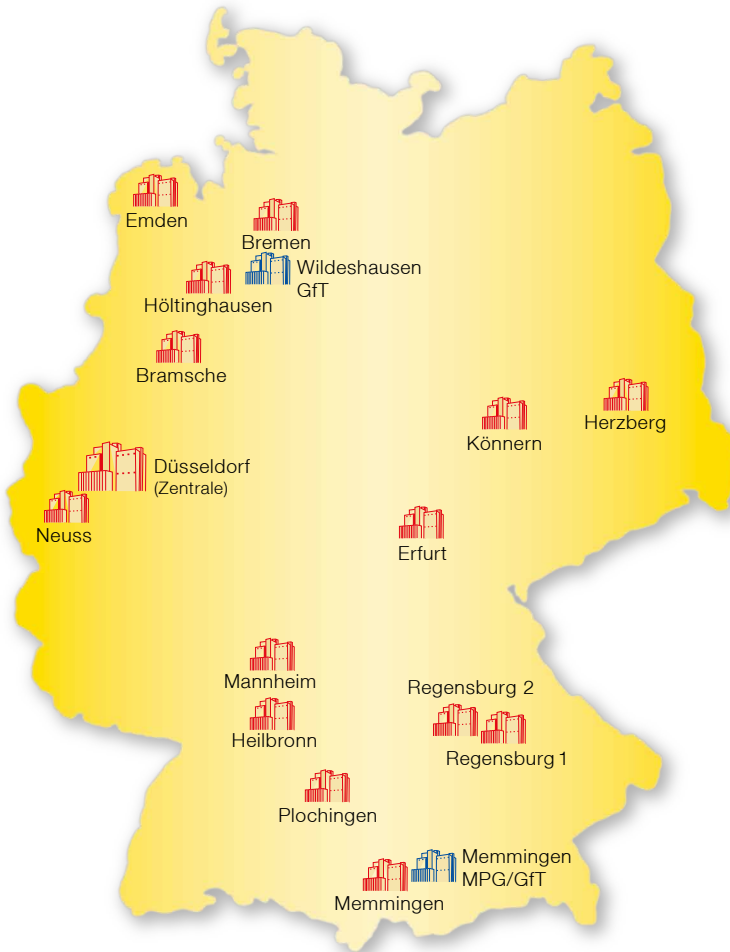 Emden
Bremen
Wildeshausen
GfT
Höltinghausen
Bramsche
Herzberg
Könnern
Düsseldorf
(Zentrale)
Neuss
Erfurt
Mannheim
Regensburg 2
Heilbronn
Regensburg 1
Plochingen
Memmingen
MPG/GfT
Memmingen